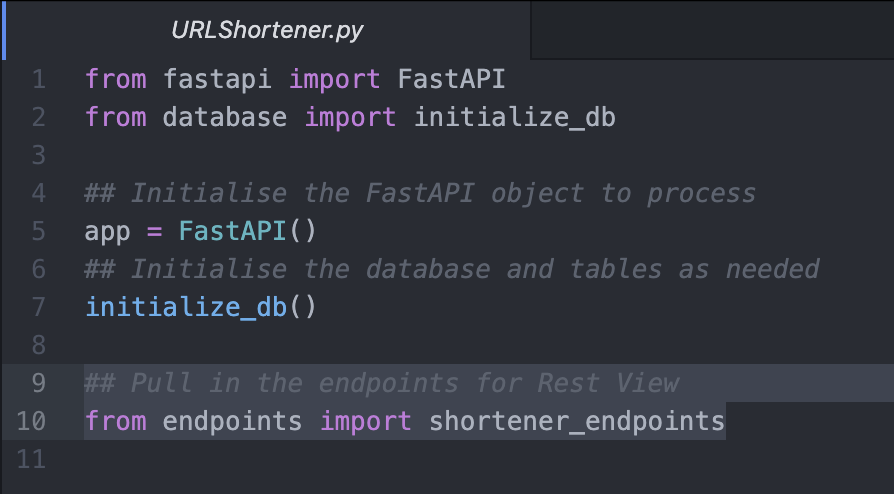 URLShortener.py
1 from fastapi import FastAPI
2 from database import initialize_db
3
4 ## Initialise the FastAPI object to process
5 app = FastAPI()
6 ## Initialise the database and tables as needed
7 initialize_db()
8
9 ## Pull in the endpoints for Rest View
10 from endpoints import shortener_endpoints
11